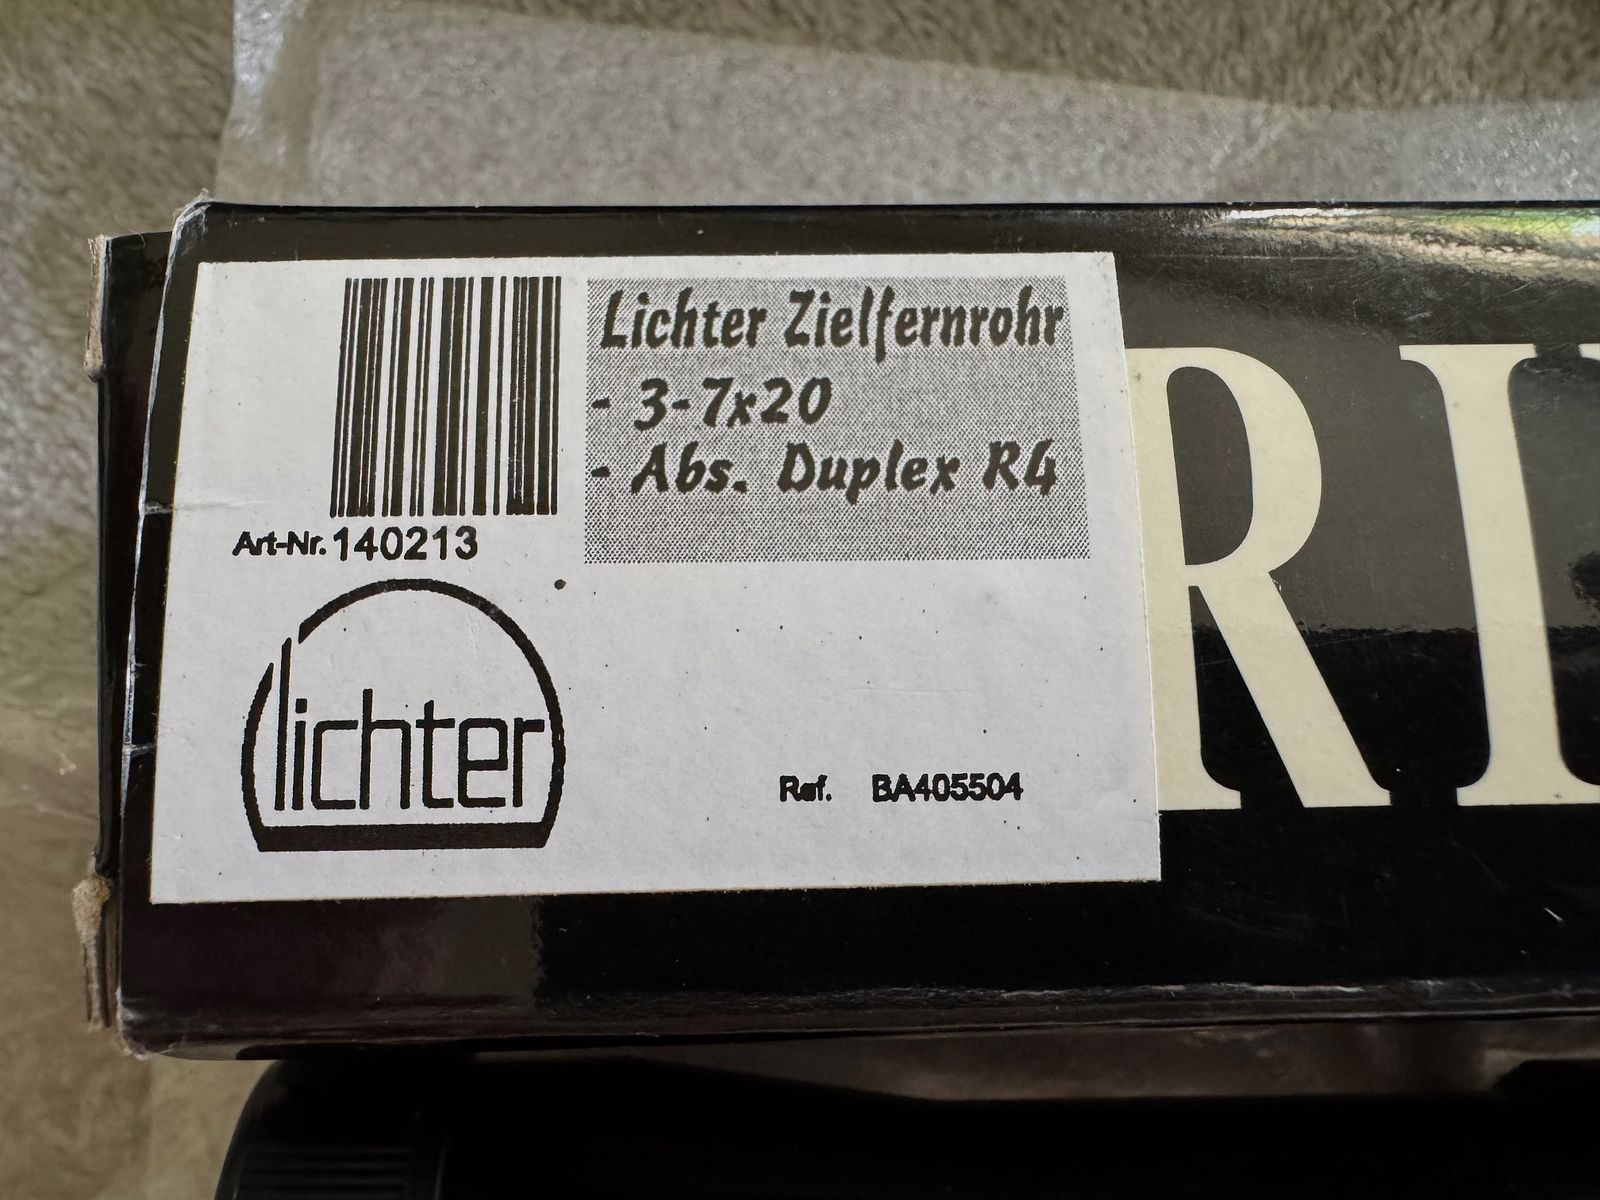 Lichter Zielfernrohr
- 3-7x20
- Abs. Duplex R4
Art-Nr. 140213
lichter
Ref. BA405504
RI